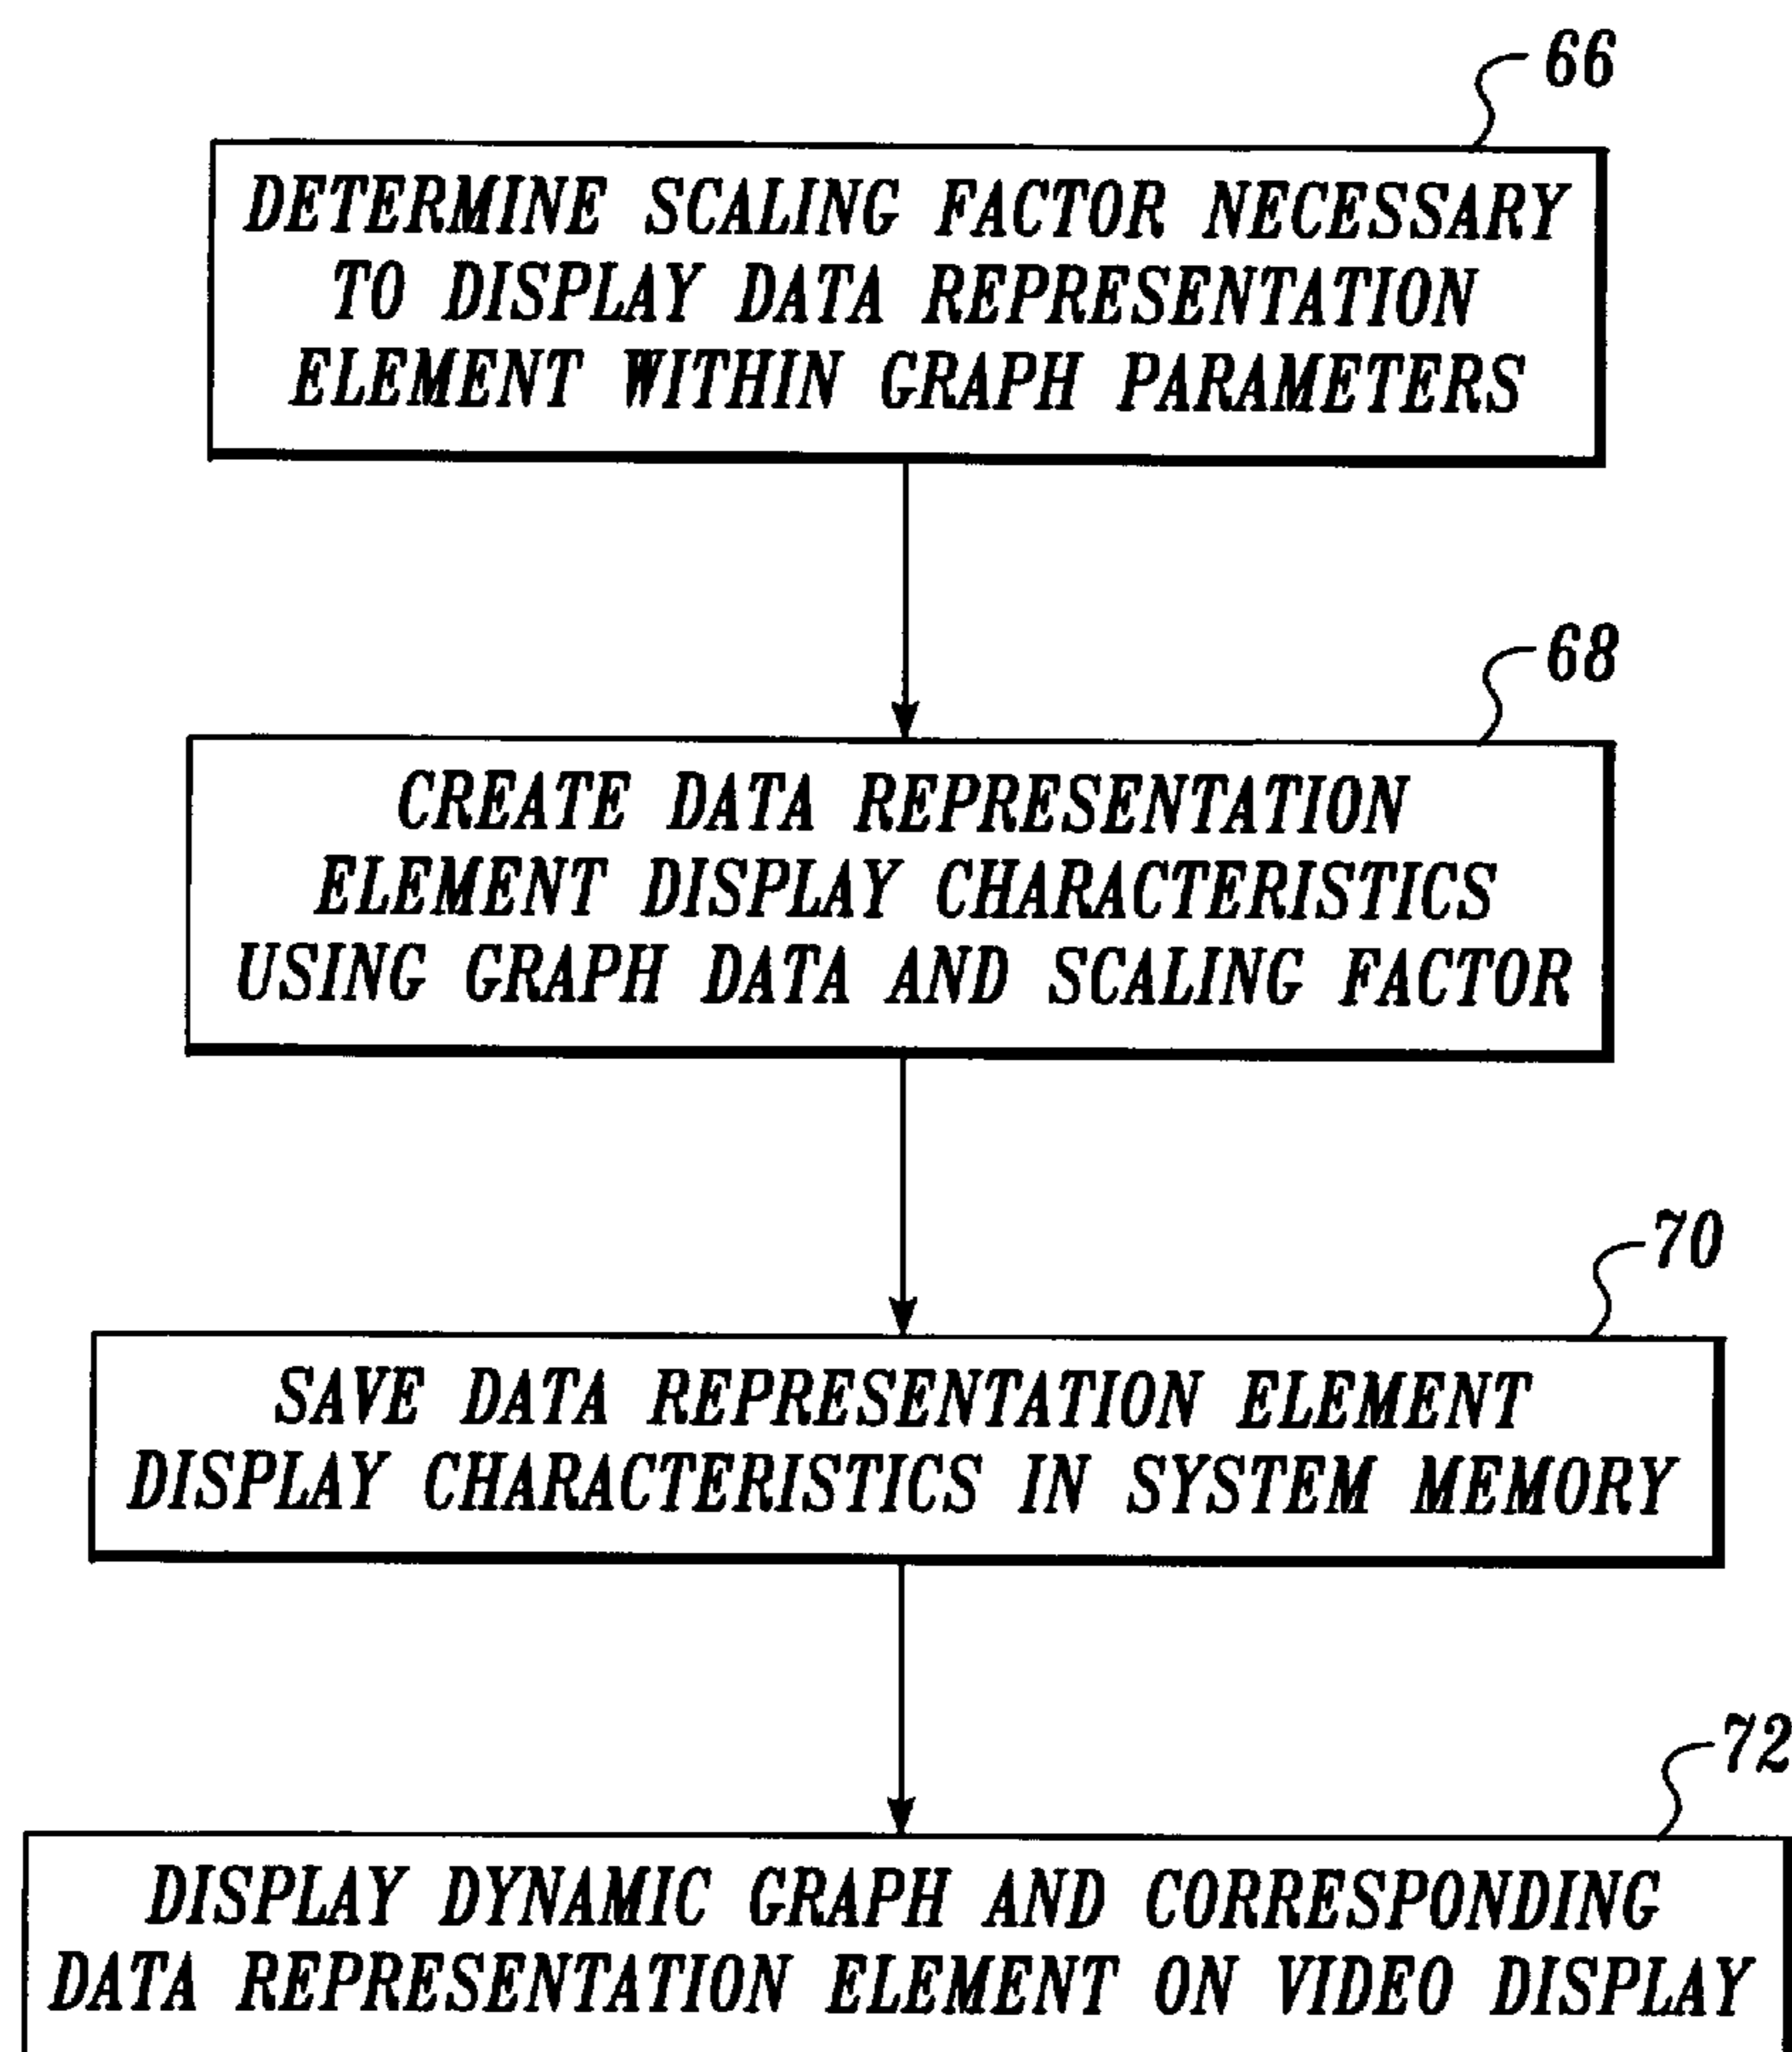 66
DETERMINE SCALING FACTOR NECESSARY
TO DISPLAY DATA REPRESENTATION
ELEMENT WITHIN GRAPH PARAMETERS
68
CREATE DATA REPRESENTATION
ELEMENT DISPLAY CHARACTERISTICS
USING GRAPH DATA AND SCALING FACTOR
70
SAVE DATA REPRESENTATION ELEMENT
DISPLAY CHARACTERISTICS IN SYSTEM MEMORY
72
DISPLAY DYNAMIC GRAPH AND CORRESPONDING
DATA REPRESENTATION ELEMENT ON VIDEO DISPLAY